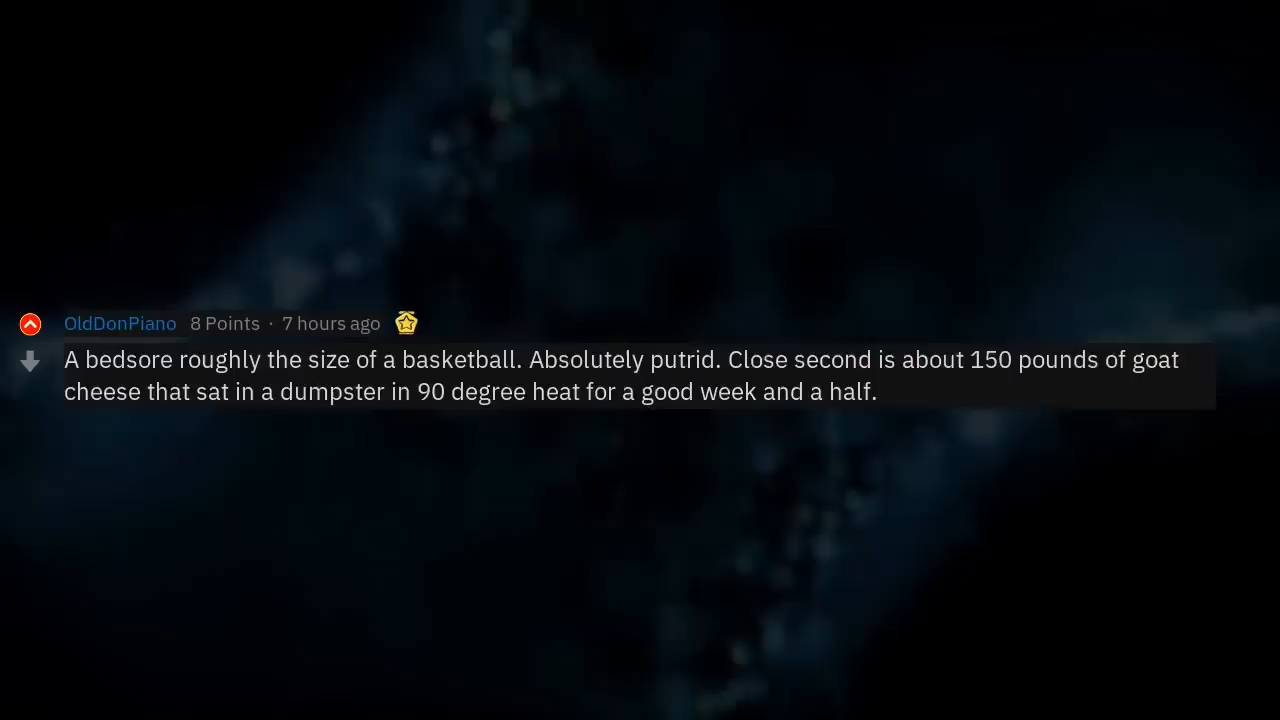 OldDonPiano 8 Points · 7 hours ago
A bedsore roughly the size of a basketball. Absolutely putrid. Close second is about 150 pounds of goat
cheese that sat in a dumpster in 90 degree heat for a good week and a half.